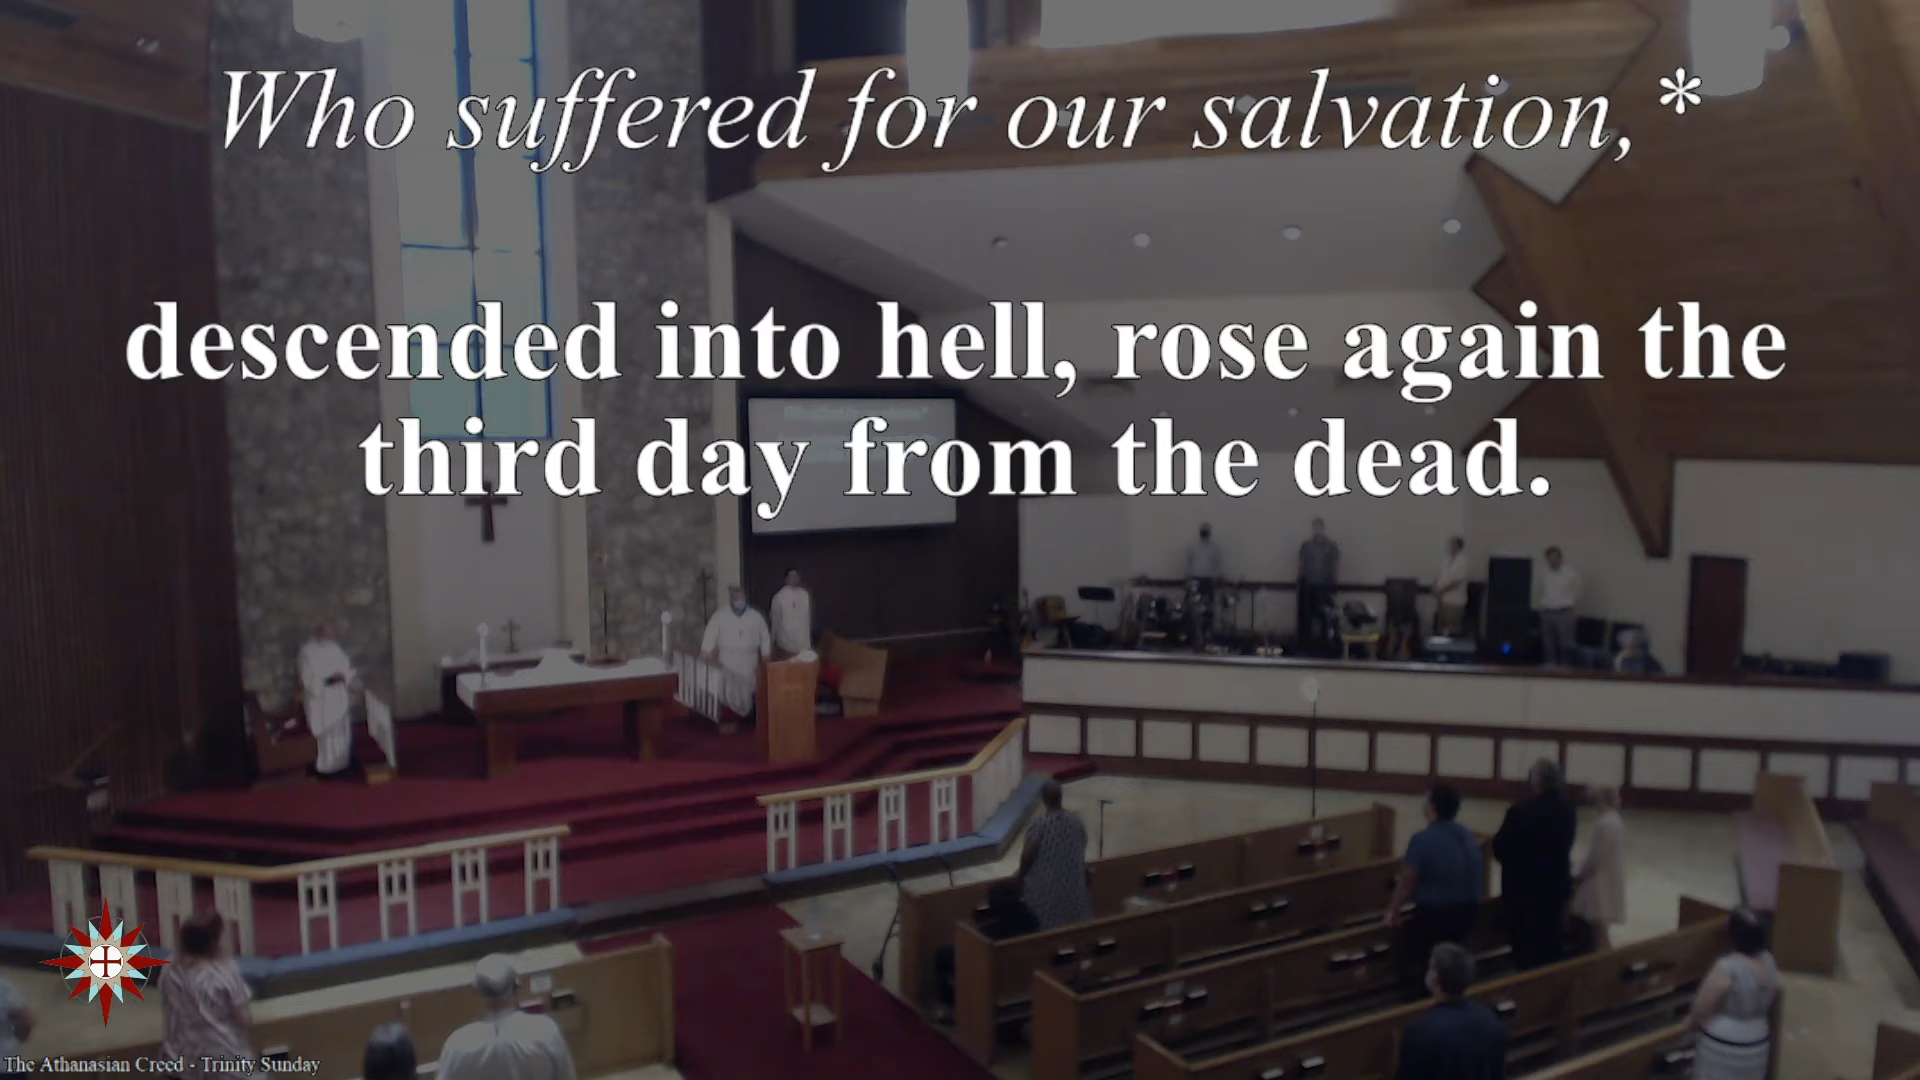 Who suffered for our salvation,*
descended into hell, rose again the
third day from the dead.
The Athanasian Creed - Trinity Sunday